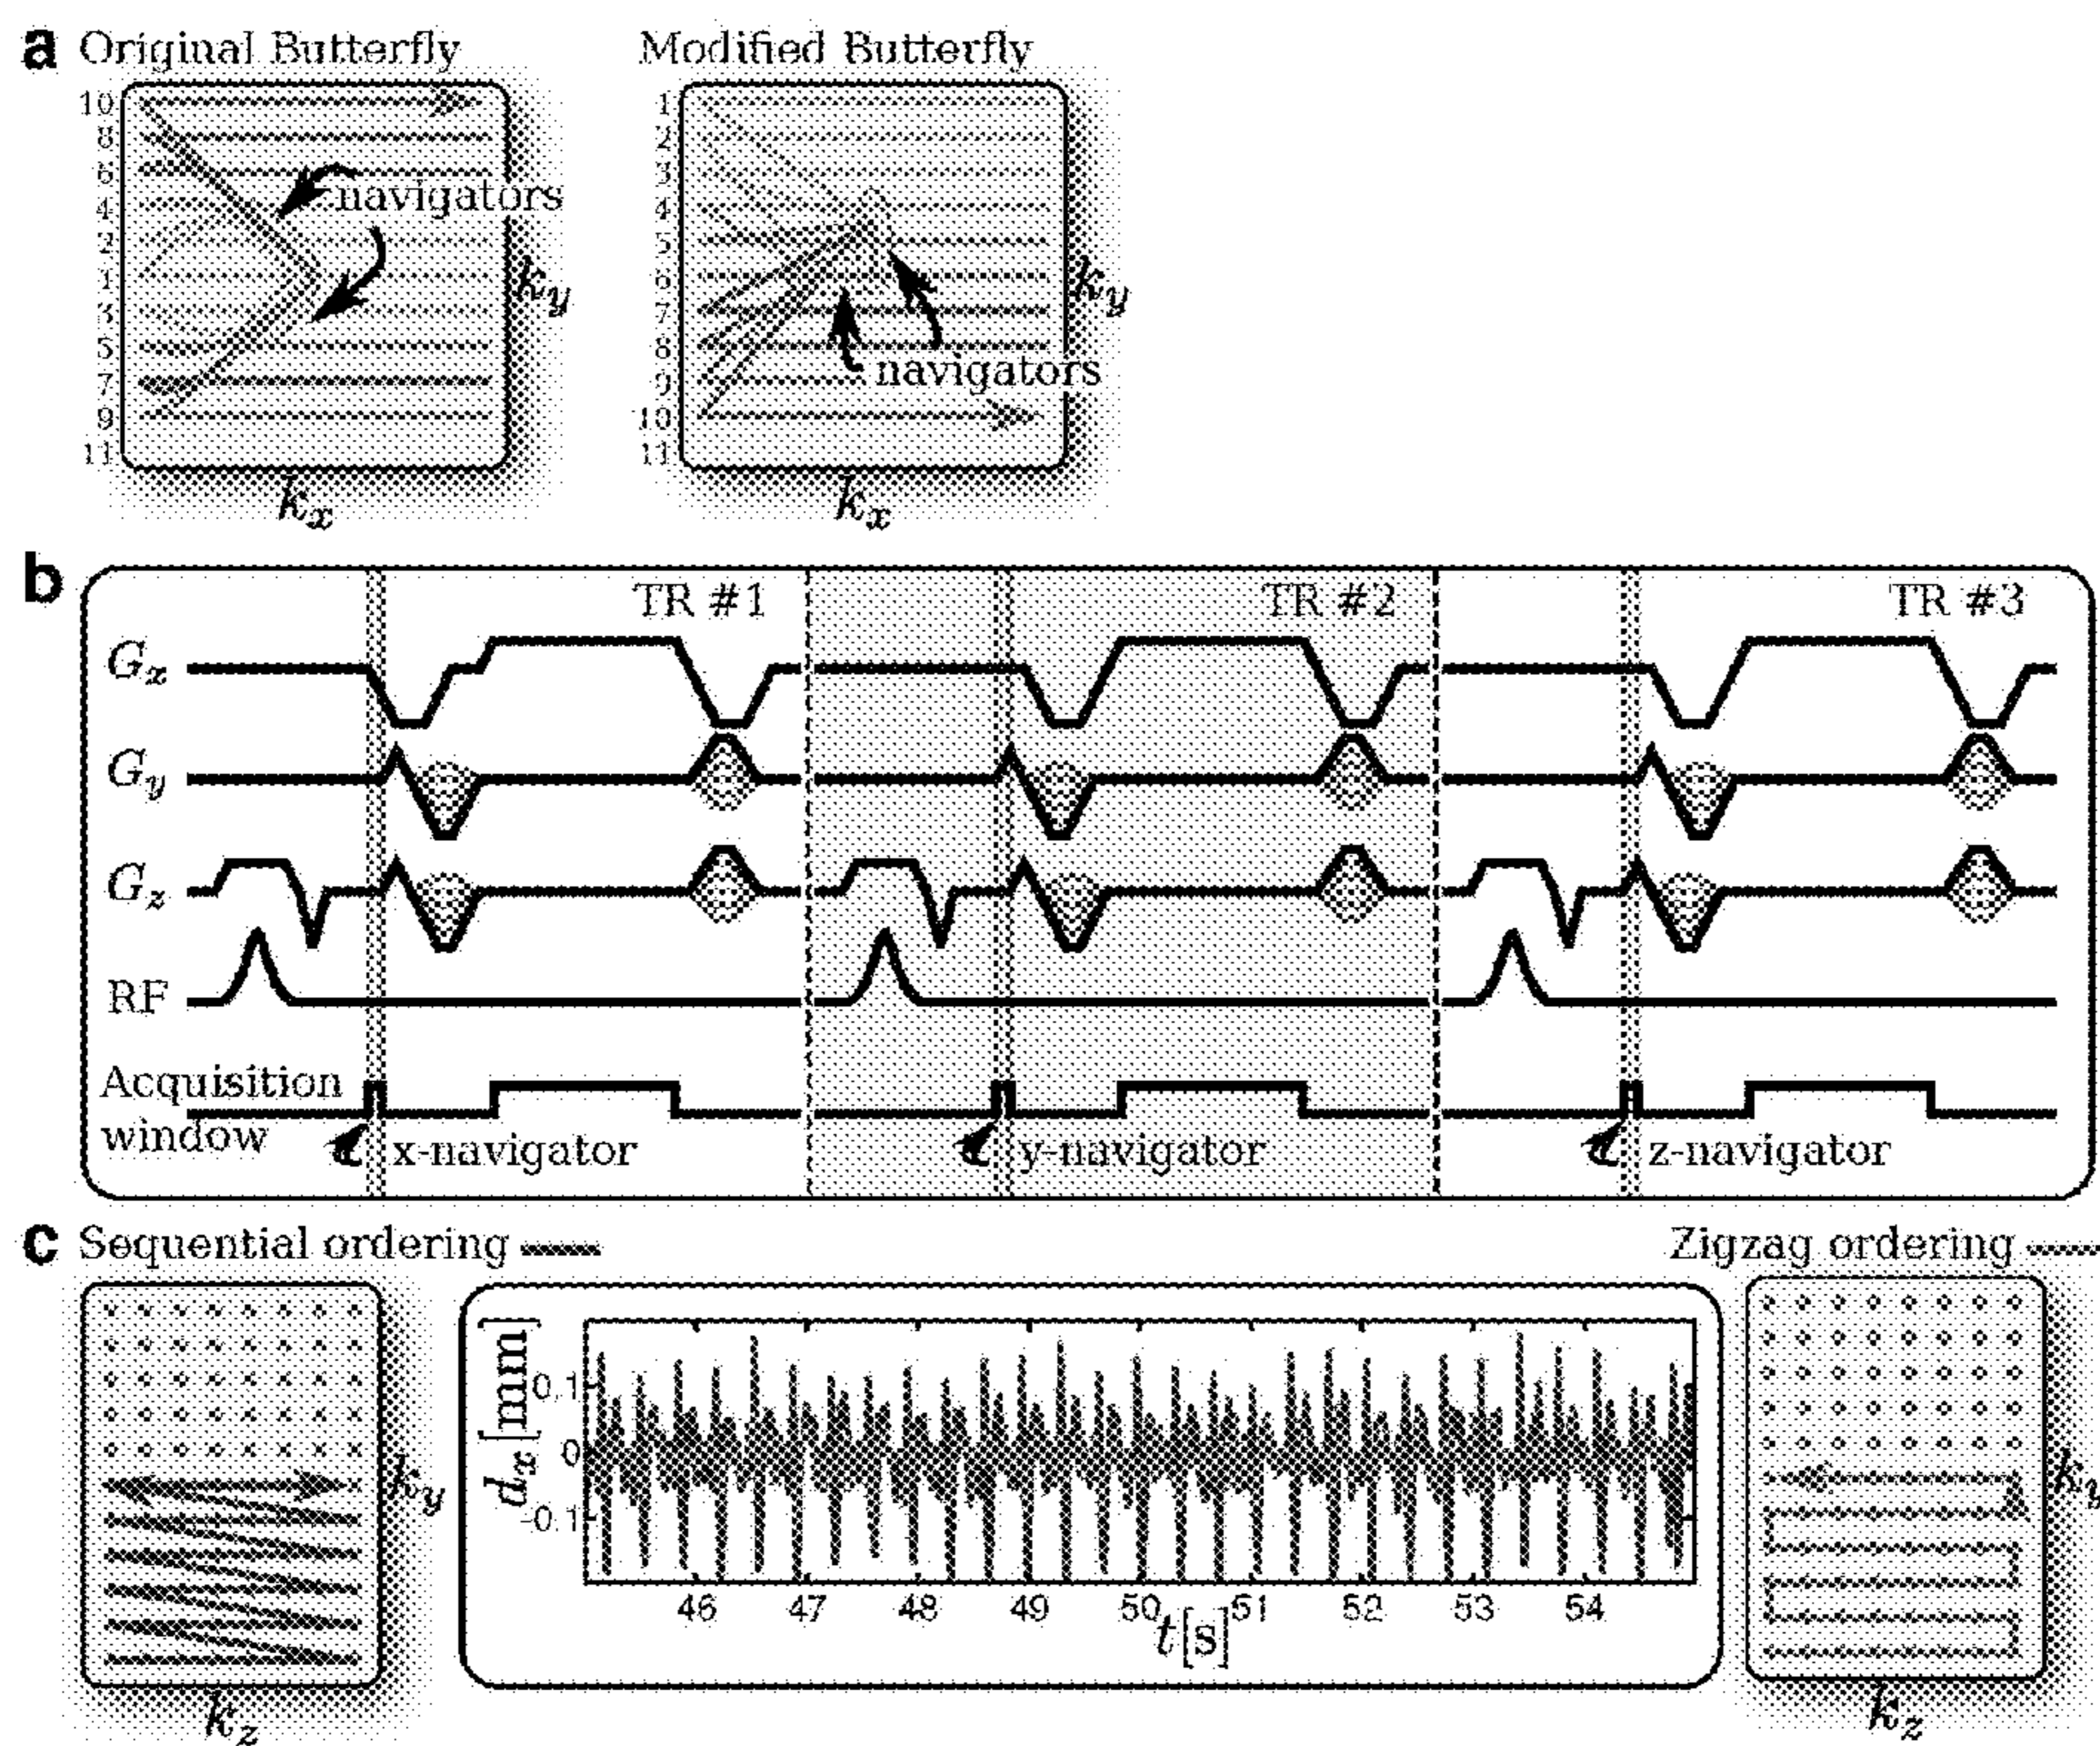 a Original Butterfly
Modified Butterfly
10
8
6
4
2
1
3
5
7
9
11
navigators
k_y
k_x
1
2
3
4
5
6
7
8
9
10
11
navigators
k_y
k_x
b
TR #1
TR #2
TR #3
G_x
G_y
G_z
RF
Acquisition
window
x-navigator
y-navigator
z-navigator
c Sequential ordering
Zigzag ordering
k_y
k_z
d_x [mm]
0.1
0
-0.1
46 47 48 49 50 51 52 53 54
t [s]
k_y
k_z